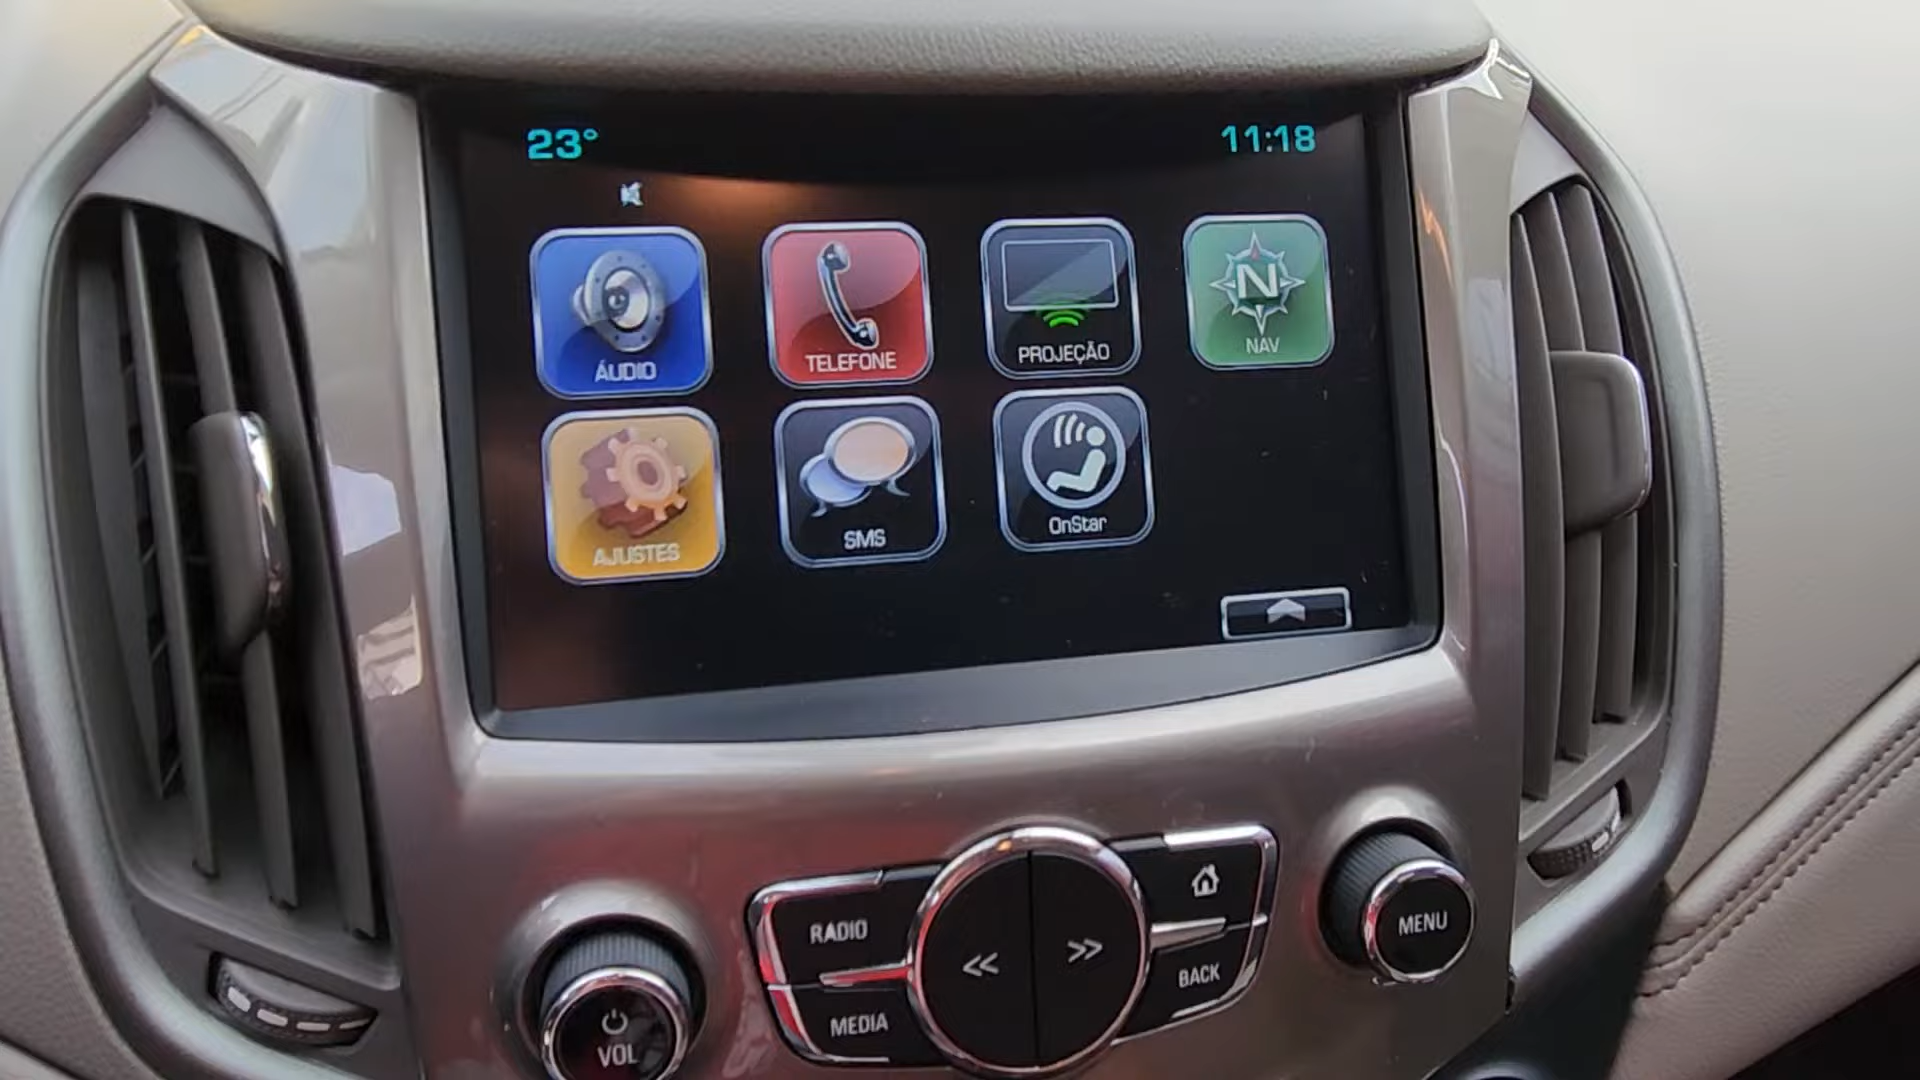 23°
11:18
ÁUDIO
TELEFONE
PROJEÇÃO
N
NAV
AJUSTES
SMS
OnStar
RADIO
MEDIA
<<
>>
BACK
MENU
VOL